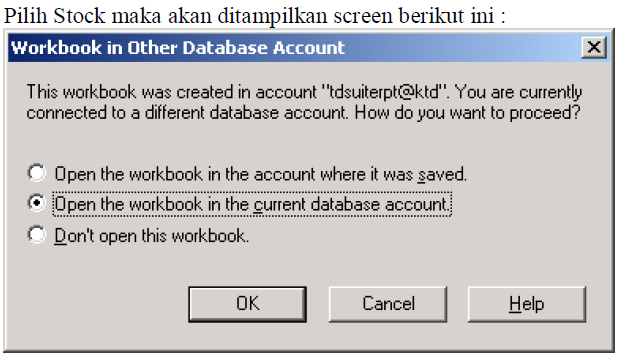 Pilih Stock maka akan ditampilkan screen berikut ini :
Workbook in Other Database Account
This workbook was created in account "tdsuiterpt@ktd". You are currently
connected to a different database account. How do you want to proceed?
Open the workbook in the account where it was saved.
Open the workbook in the current database account.
Don't open this workbook.
OK Cancel Help